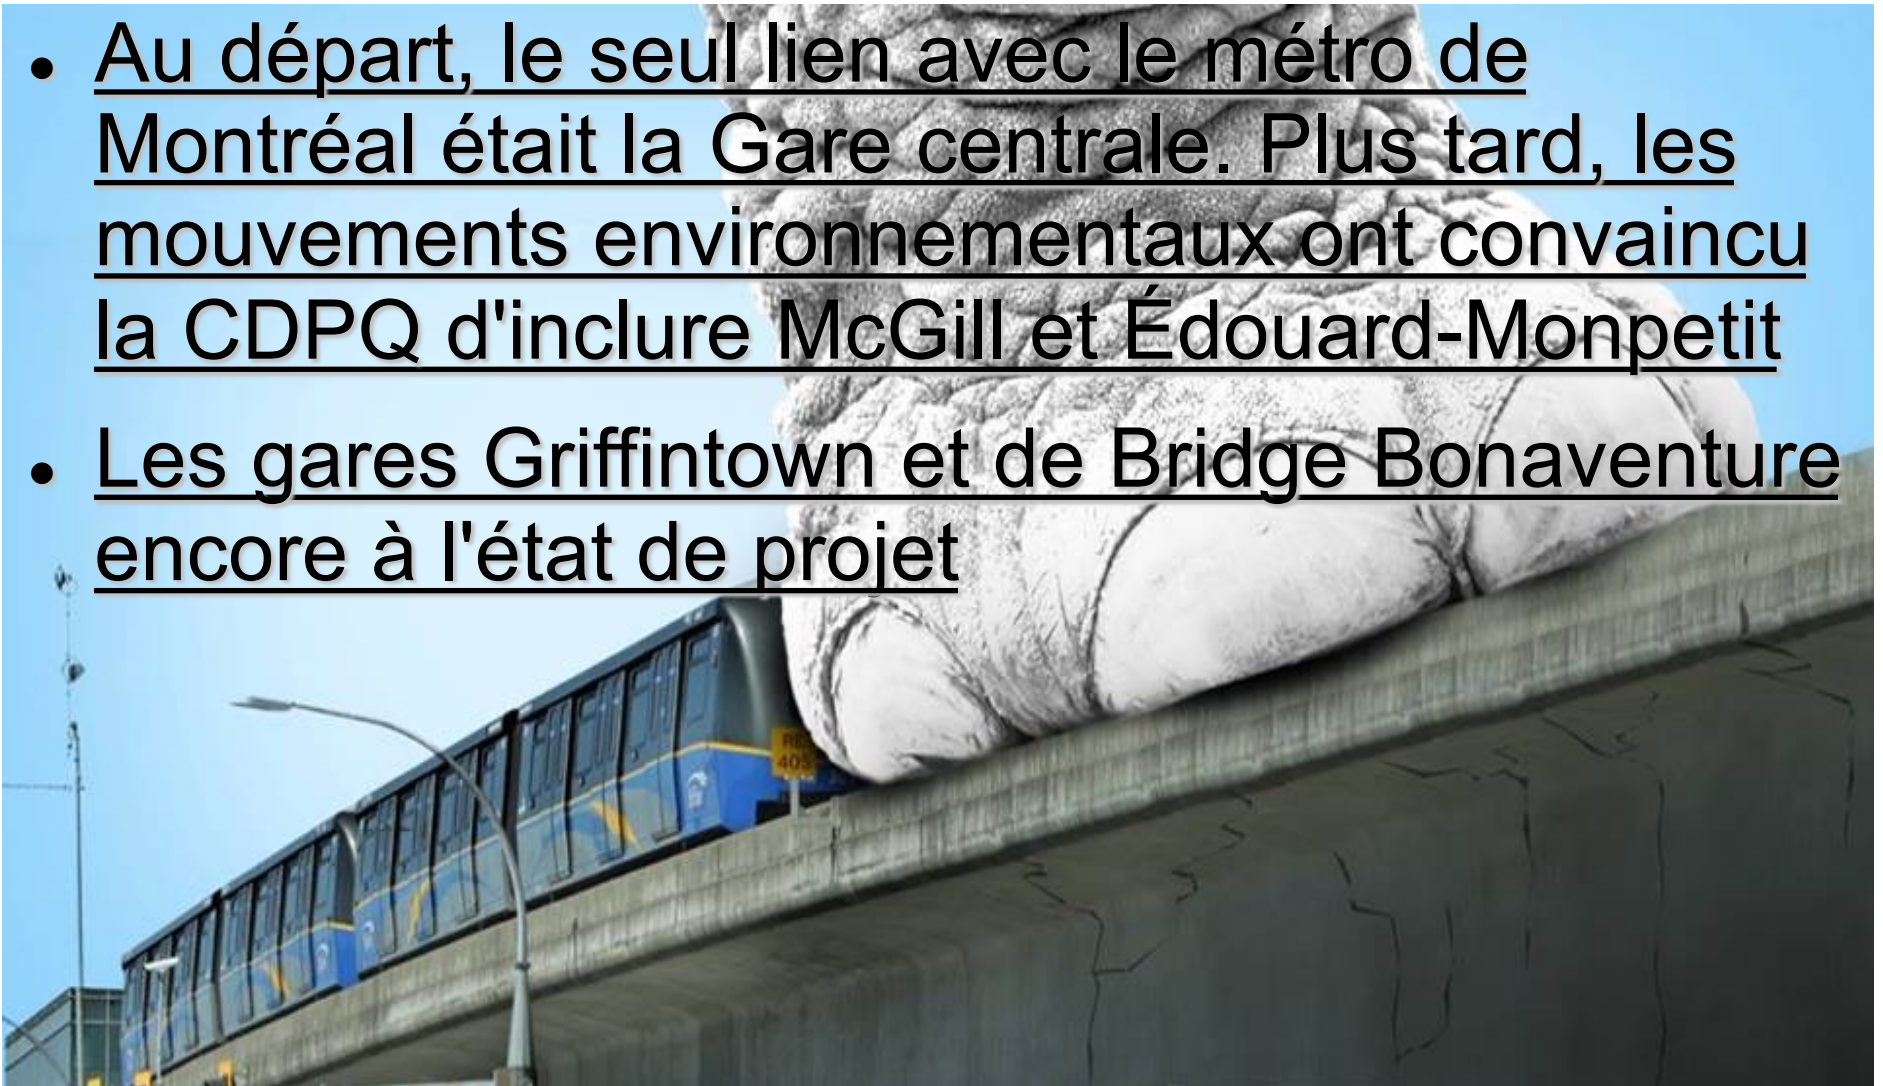 • Au départ, le seul lien avec le métro de
Montréal était la Gare centrale. Plus tard, les
mouvements environnementaux ont convaincu
la CDPQ d'inclure McGill et Édouard-Monpetit
• Les gares Griffintown et de Bridge Bonaventure
encore à l'état de projet
405